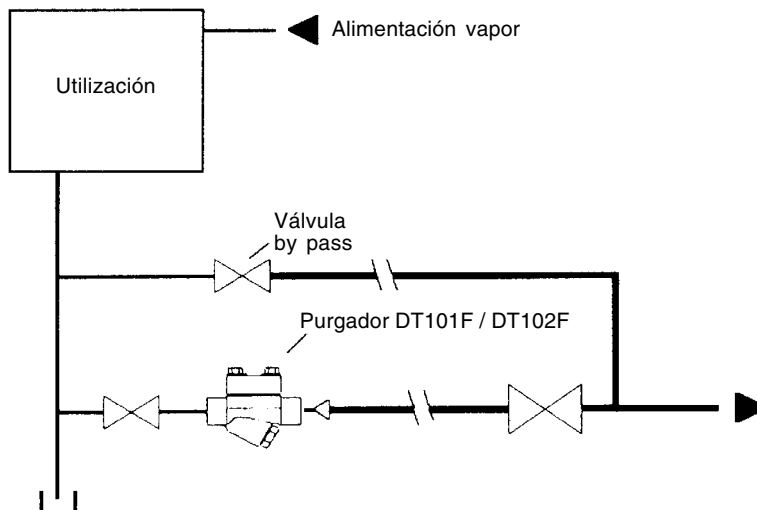 Alimentación vapor
Utilización
Válvula
by pass
Purgador DT101F / DT102F